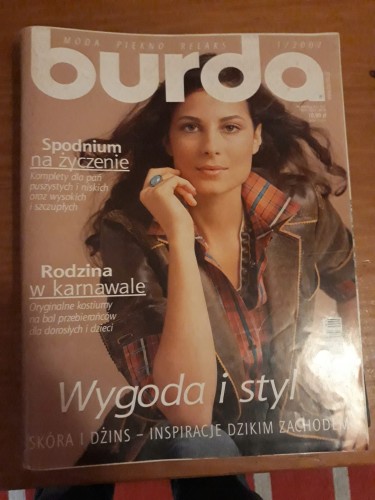 MODA PIĘKNO RELAKS
burda
Spodnium
na życzenie
Komplety dla pań
puszystych i niskich
oraz wysokich
i szczupłych
Rodzina
w karnawale
Oryginalne kostiumy
na bal przebierańców
dla dorosłych i dzieci
Wygoda i styl
SKÓRA I DŻINS – INSPIRACJE DZIKIM ZACHODEM